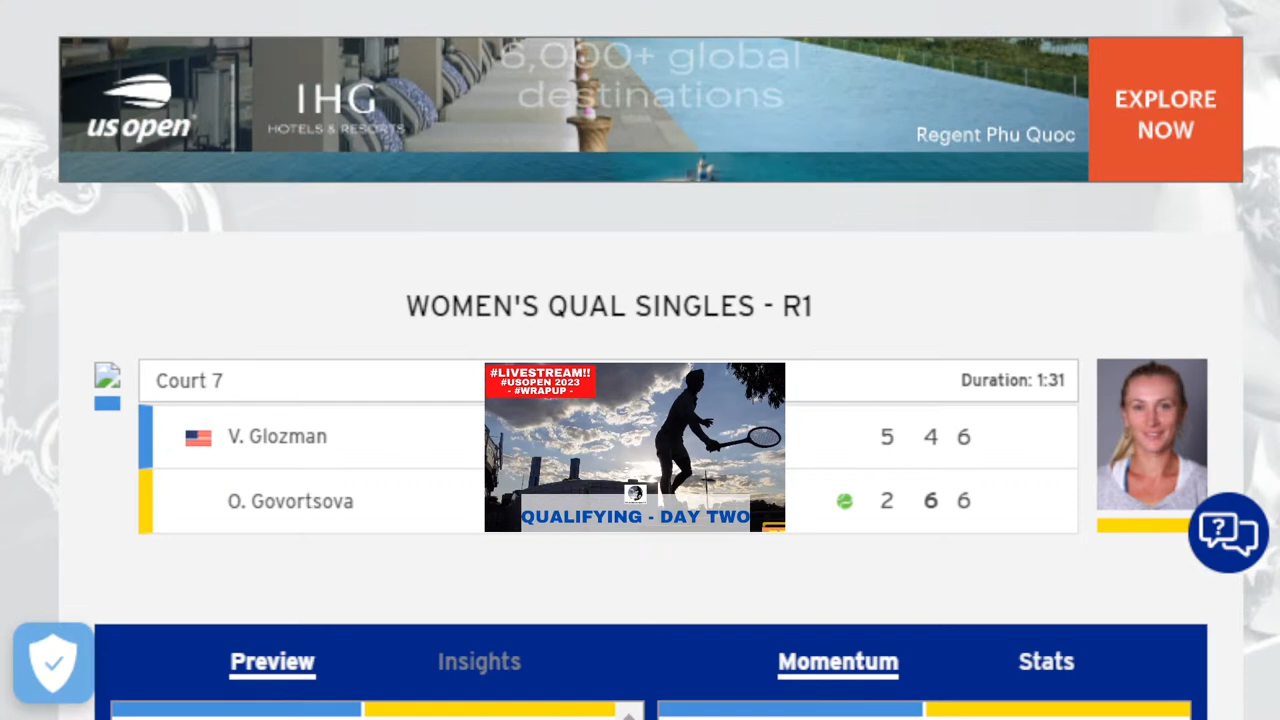 6,000+ global
destinations
us open
IHG
HOTELS & RESORTS
Regent Phu Quoc
EXPLORE
NOW
WOMEN'S QUAL SINGLES - R1
Court 7
Duration: 1:31
V. Glozman 5 4 6
O. Govortsova 2 6 6
#LIVESTREAM!!
#USOPEN 2023
- #WRAPUP -
QUALIFYING - DAY TWO
?
Preview
Insights
Momentum
Stats